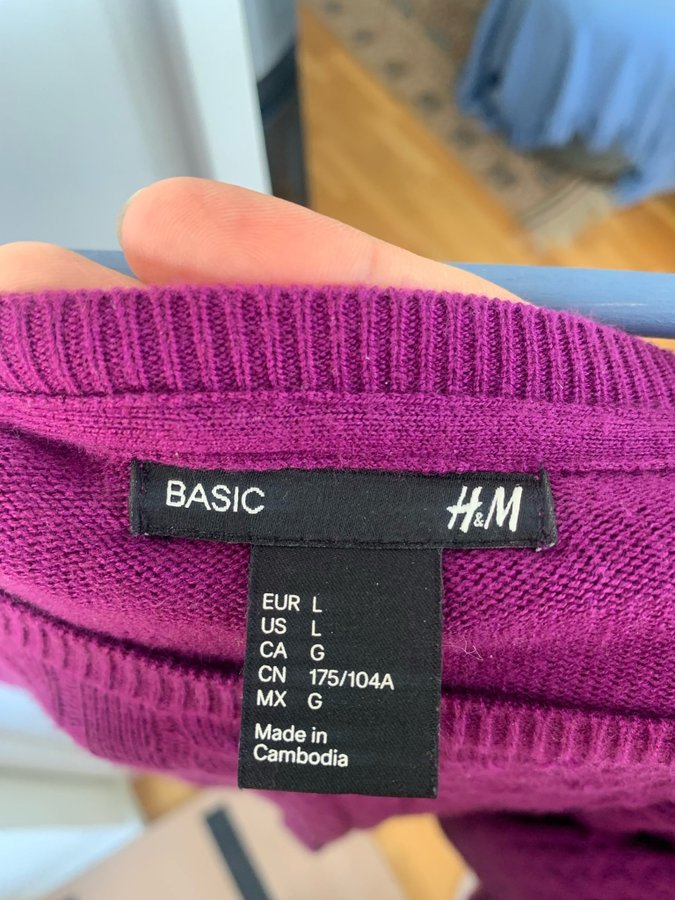 BASIC H&M
EUR L
US L
CA G
CN 175/104A
MX G
Made in
Cambodia